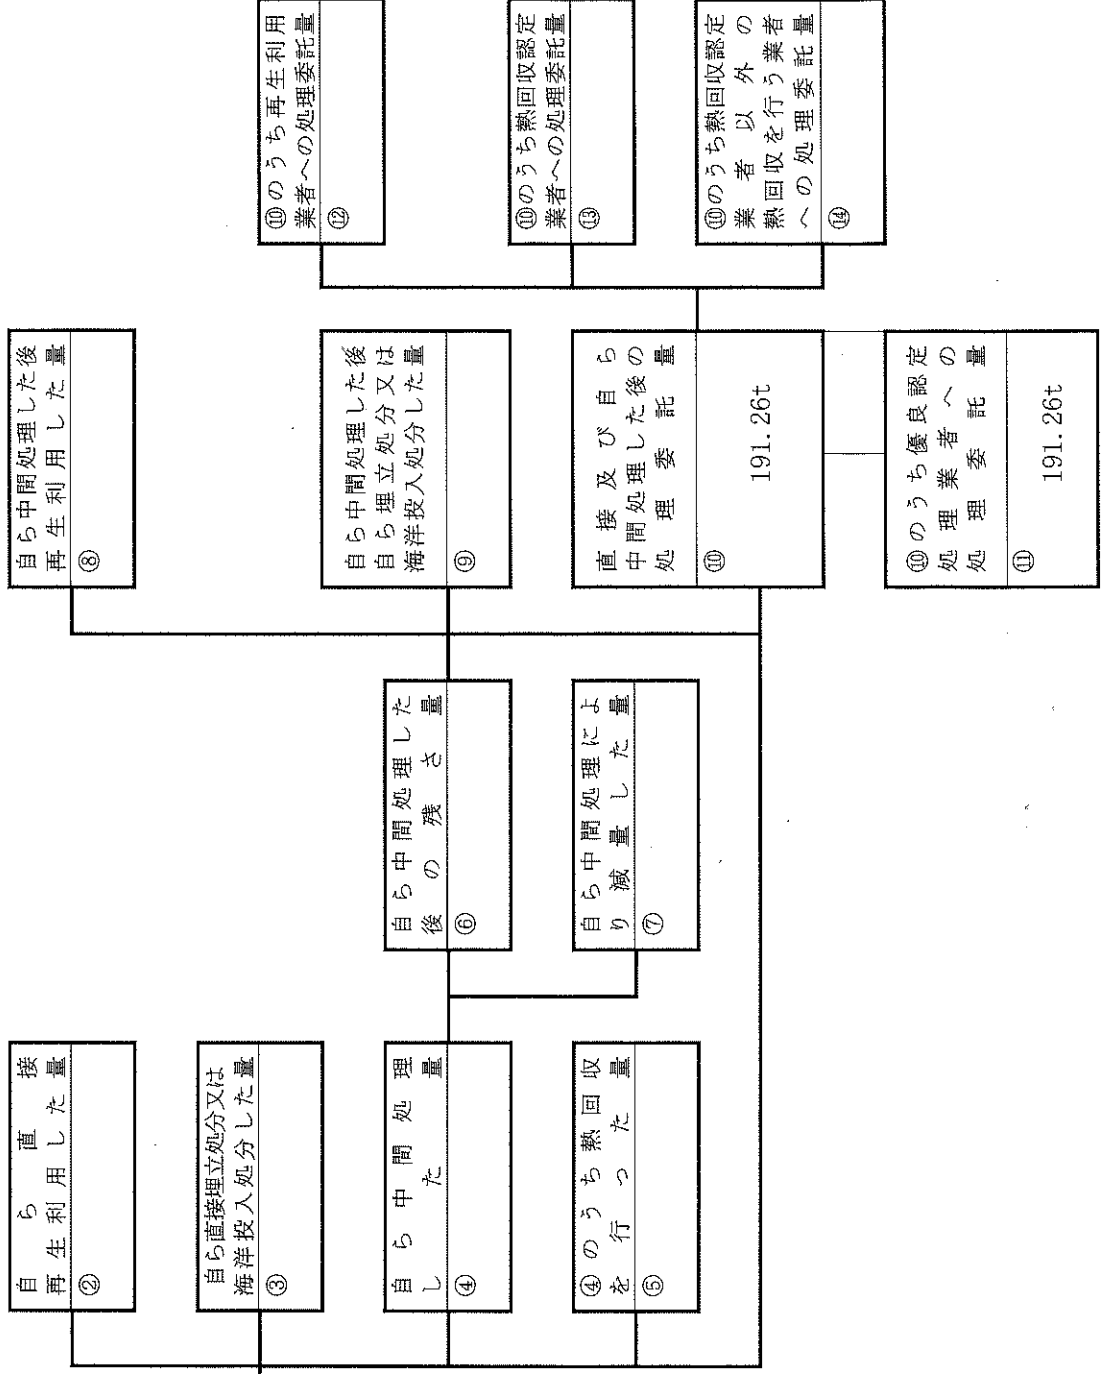 自ら直接
再生利用した量
②
自ら直接埋立処分又は
海洋投入処分した量
③
自ら中間処理
した量
④
④のうち熱回収
を行った量
⑤
自ら中間処理した
後の残さ量
⑥
自ら中間処理によ
り減量した量
⑦
自ら中間処理した後
再生利用した量
⑧
自ら中間処理した後
自ら埋立処分又は
海洋投入処分した量
⑨
直接及び自ら
中間処理した後の
処理委託量
⑩
191.26t
⑩のうち優良認定
処理業者への
処理委託量
⑪
191.26t
⑩のうち再生利用
業者への処理委託量
⑫
⑩のうち熱回収認定
業者への処理委託量
⑬
⑩のうち熱回収認定
業者以外の
熱回収を行う業者
への処理委託量
⑭